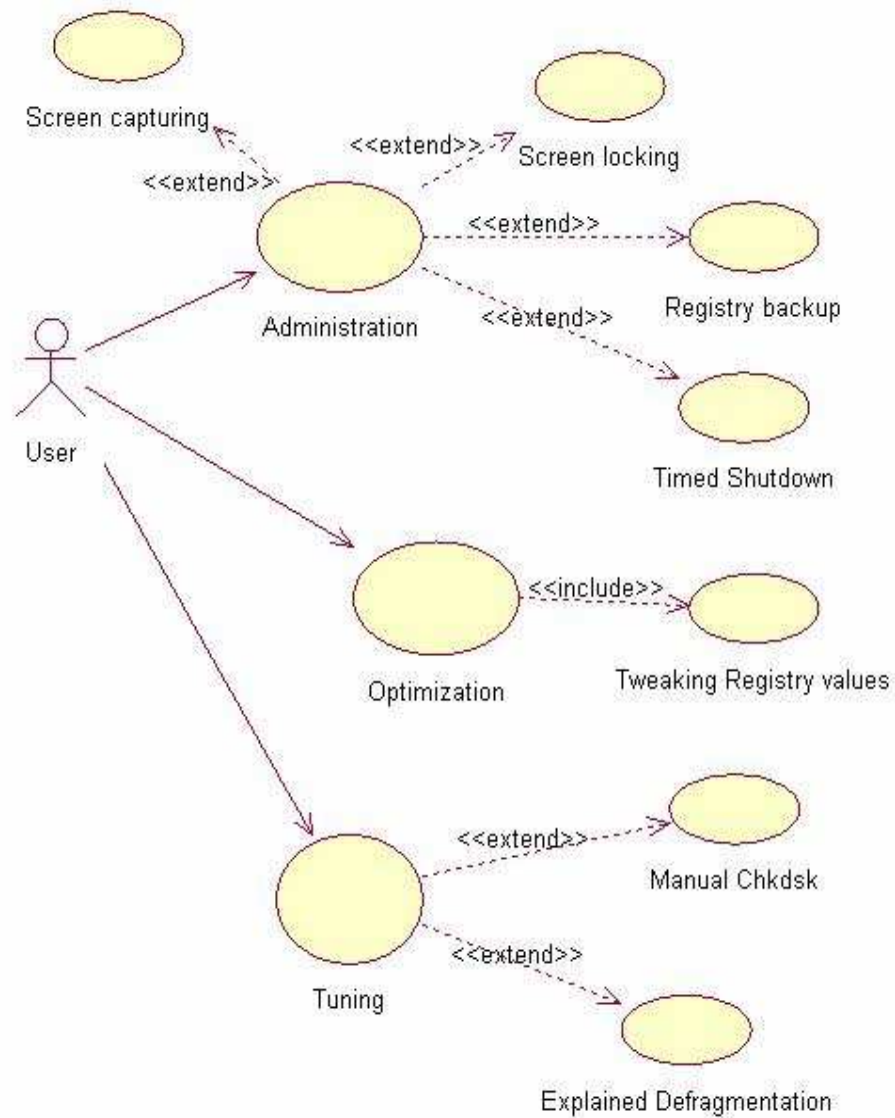 Screen capturing
<<extend>>
Screen locking
<<extend>>
<<extend>>
Registry backup
Administration
<<extend>>
User
Timed Shutdown
<<include>>
Optimization
Tweaking Registry values
<<extend>>
Manual Chkdsk
<<extend>>
Tuning
Explained Defragmentation